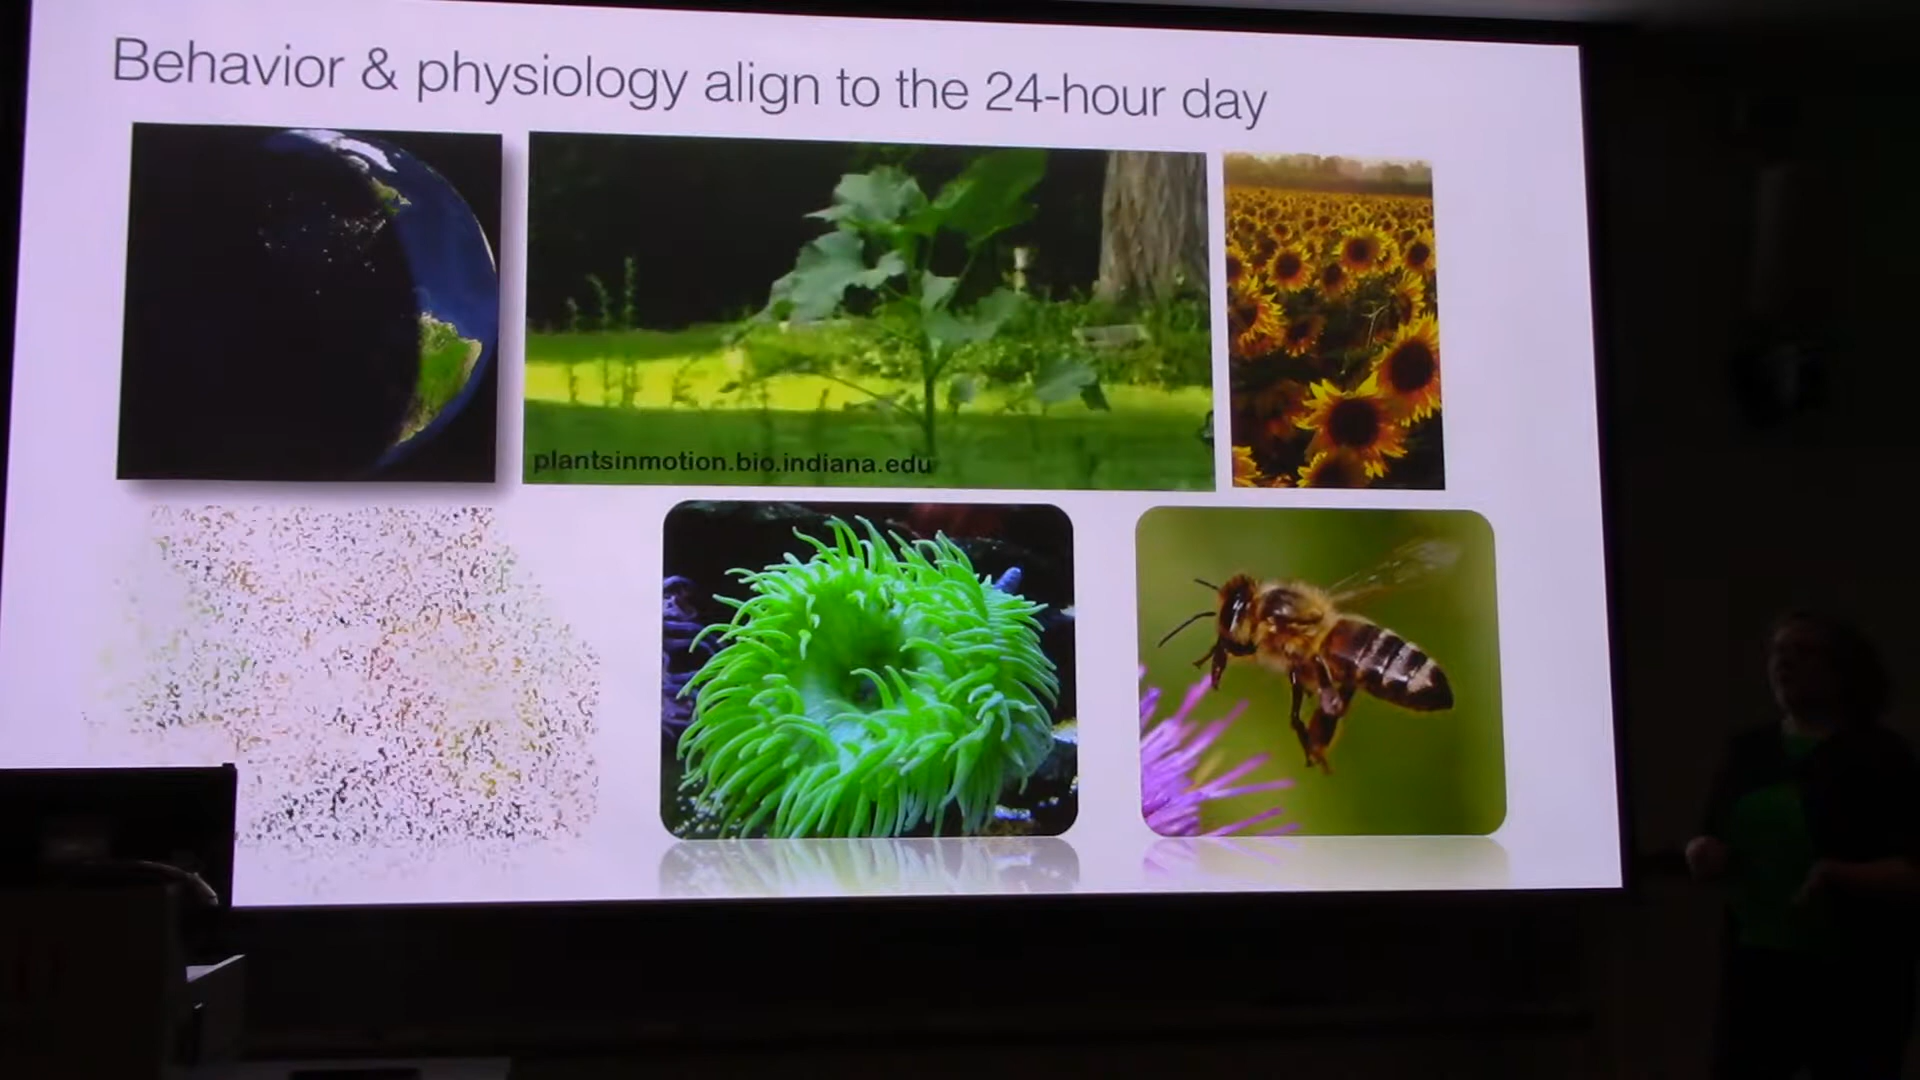 Behavior & physiology align to the 24-hour day
plantsinmotion.bio.indiana.edu